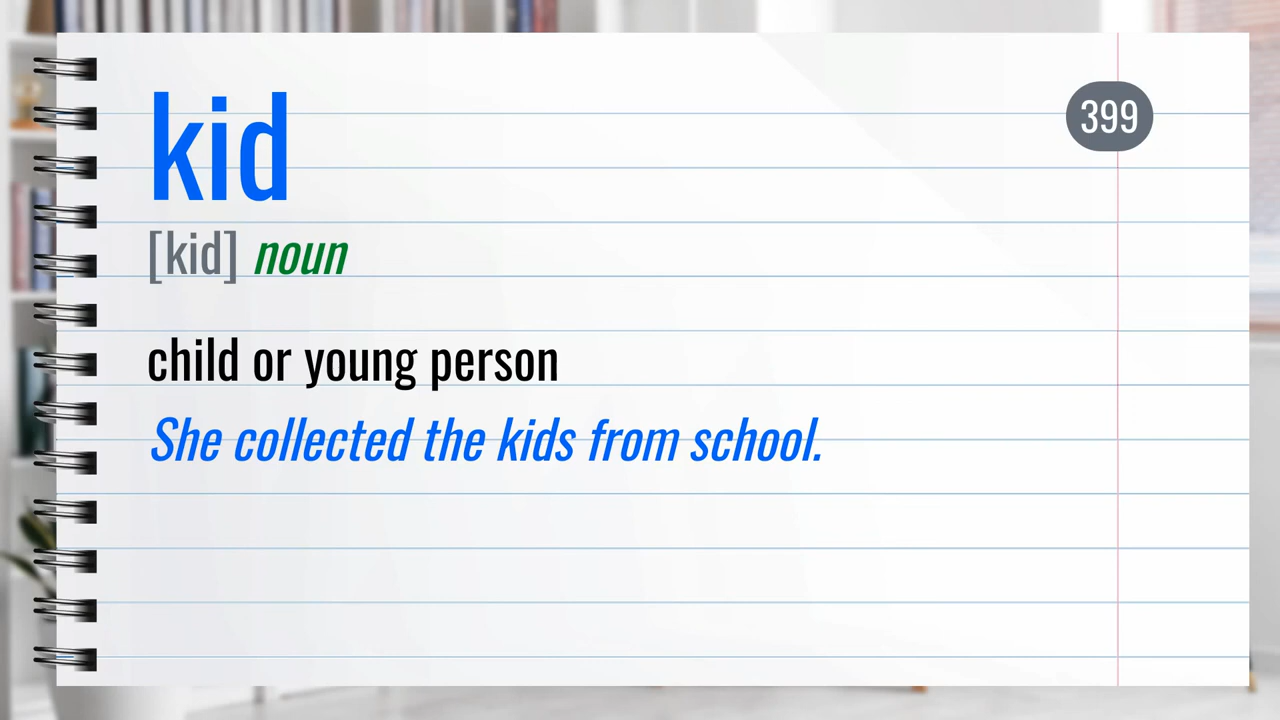 kid
399
[kid] noun
child or young person
She collected the kids from school.